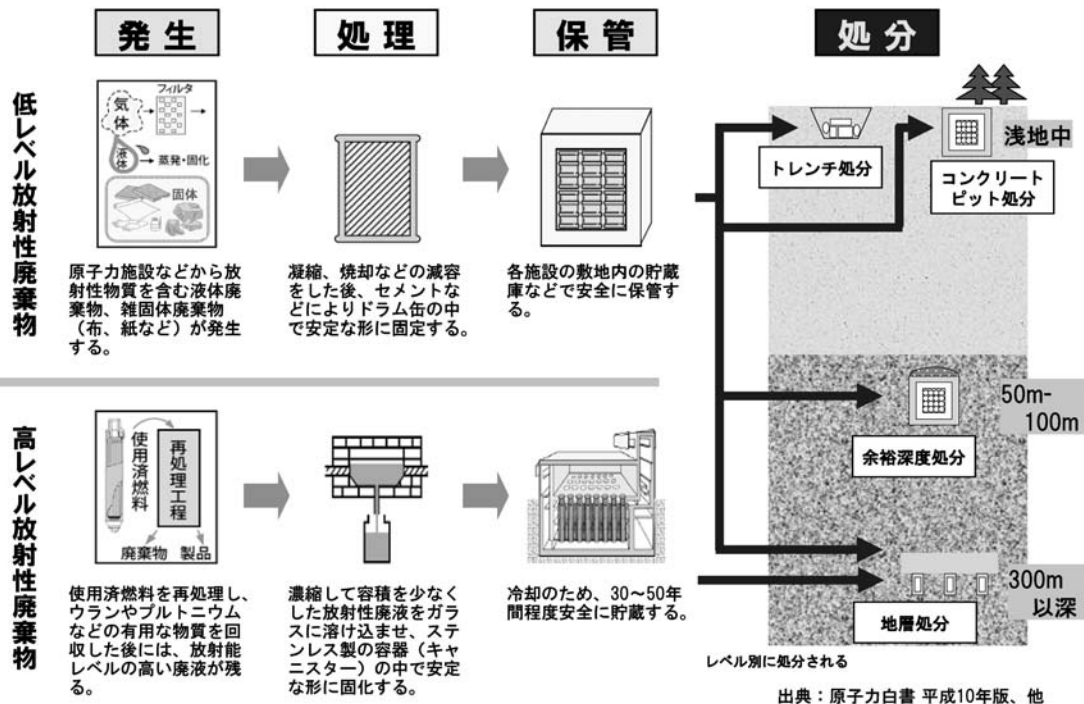 発生
処理
保管
処分
低レベル放射性廃棄物
気体
フィルタ
液体
蒸発・固化
固体
原子力施設などから放
射性物質を含む液体廃
棄物、雑固体廃棄物
（布、紙など）が発生
する。
凝縮、焼却などの減容
をした後、セメントな
どによりドラム缶の中
で安定な形に固定する。
各施設の敷地内の貯蔵
庫などで安全に保管す
る。
トレンチ処分
コンクリート
ピット処分
浅地中
余裕深度処分
50m-
100m
地層処分
300m
以深
高レベル放射性廃棄物
使用済燃料
再処理工程
廃棄物 製品
使用済燃料を再処理し、
ウランやプルトニウム
などの有用な物質を回
収した後には、放射能
レベルの高い廃液が残
る。
濃縮して容積を少なく
した放射性廃液をガラ
スに溶け込ませ、ステ
ンレス製の容器（キャ
ニスター）の中で安定
な形に固化する。
冷却のため、30～50年
間程度安全に貯蔵する。
レベル別に処分される
出典：原子力白書 平成10年版、他